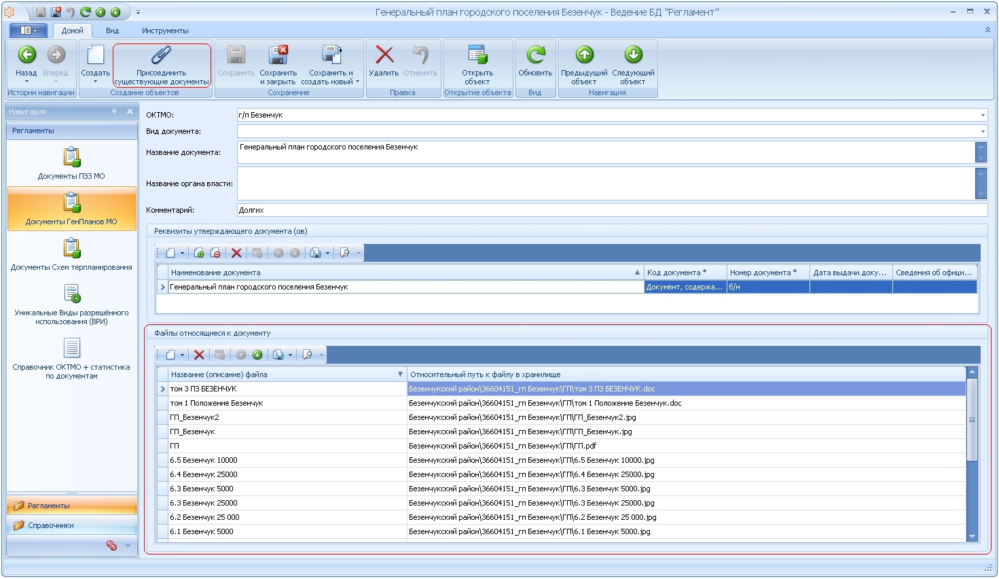 Генеральный план городского поселения Безенчук - Ведение БД "Регламент"
Домой Вид Инструменты
Назад Вперед
Истории навигации
Создать Присоединить
существующие документы
Создание объектов
Сохранить Сохранить
и закрыть Сохранить и
создать новый
Сохранение
Удалить Отменить
Правка
Открыть
объект
Открытие объекта
Обновить
Вид
Предыдущий
объект Следующий
объект
Навигация
Навигация
Регламенты
Документы ПЗЗ МО
Документы ГенПланов МО
Документы Схем терпланирования
Уникальные Виды разрешённого
использования (ВРИ)
Справочник ОКТМО + статистика
по документам
Регламенты
Справочники
ОКТМО: г/п Безенчук
Вид документа:
Название документа: Генеральный план городского поселения Безенчук
Название органа власти:
Комментарий: Долгих
Реквизиты утверждающего документа (ов)
Наименование документа Код документа * Номер документа * Дата выдачи доку... Сведения об офици...
Генеральный план городского поселения Безенчук Документ, содержа... б/н
Файлы относящиеся к документу
Название (описание) файла Относительный путь к файлу в хранилище
том 3 ПЗ БЕЗЕНЧУК Безенчукский район\36604151_гп Безенчук\ГП\том 3 ПЗ БЕЗЕНЧУК.doc
том 1 Положение Безенчук Безенчукский район\36604151_гп Безенчук\ГП\том 1 Положение Безенчук.doc
ГП_Безенчук2 Безенчукский район\36604151_гп Безенчук\ГП\ГП_Безенчук2.jpg
ГП_Безенчук Безенчукский район\36604151_гп Безенчук\ГП\ГП_Безенчук.jpg
ГП Безенчукский район\36604151_гп Безенчук\ГП\ГП.pdf
6.5 Безенчук 10000 Безенчукский район\36604151_гп Безенчук\ГП\6.5 Безенчук 10000.jpg
6.4 Безенчук 25000 Безенчукский район\36604151_гп Безенчук\ГП\6.4 Безенчук 25000.jpg
6.3 Безенчук 5000 Безенчукский район\36604151_гп Безенчук\ГП\6.3 Безенчук 5000.jpg
6.3 Безенчук 25000 Безенчукский район\36604151_гп Безенчук\ГП\6.3 Безенчук 25000.jpg
6.2 Безенчук 25 000 Безенчукский район\36604151_гп Безенчук\ГП\6.2 Безенчук 25 000.jpg
6.1 Безенчук 5000 Безенчукский район\36604151_гп Безенчук\ГП\6.1 Безенчук 5000.jpg